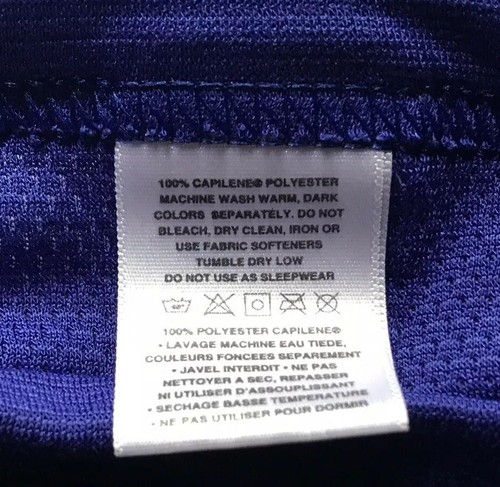 100% CAPILENE® POLYESTER
MACHINE WASH WARM, DARK
COLORS SEPARATELY. DO NOT
BLEACH, DRY CLEAN, IRON OR
USE FABRIC SOFTENERS
TUMBLE DRY LOW
DO NOT USE AS SLEEPWEAR
40°
100% POLYESTER CAPILENE®
• LAVAGE MACHINE EAU TIEDE,
COULEURS FONCEES SEPAREMENT
• JAVEL INTERDIT • NE PAS
NETTOYER A SEC, REPASSER
NI UTILISER D'ASSOUPLISSANT
• SECHAGE BASSE TEMPERATURE
• NE PAS UTILISER POUR DORMIR